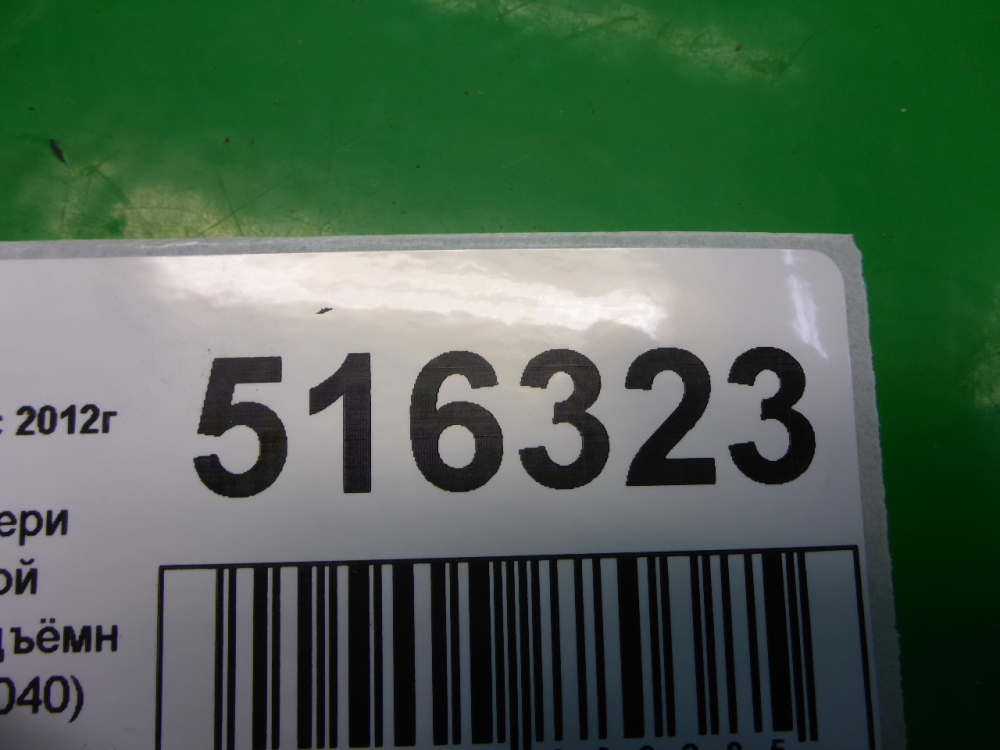 516323
с 2012г
ери
ой
дъёмн
040)